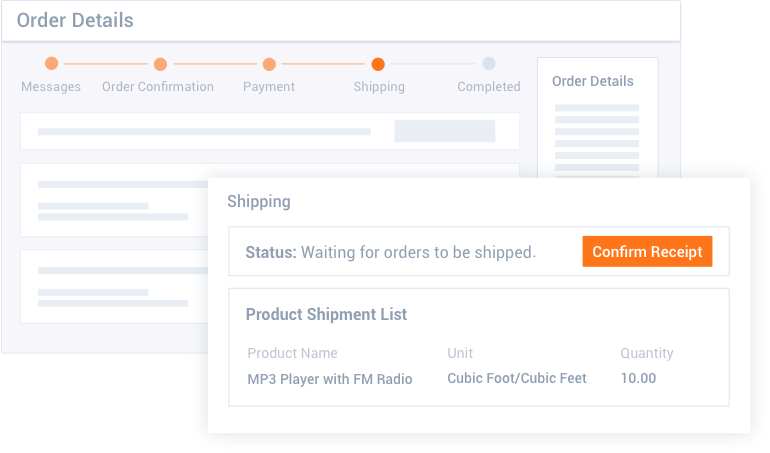 Order Details
Messages Order Confirmation Payment Shipping Completed
Order Details
Shipping
Status: Waiting for orders to be shipped. Confirm Receipt
Product Shipment List
Product Name Unit Quantity
MP3 Player with FM Radio Cubic Foot/Cubic Feet 10.00